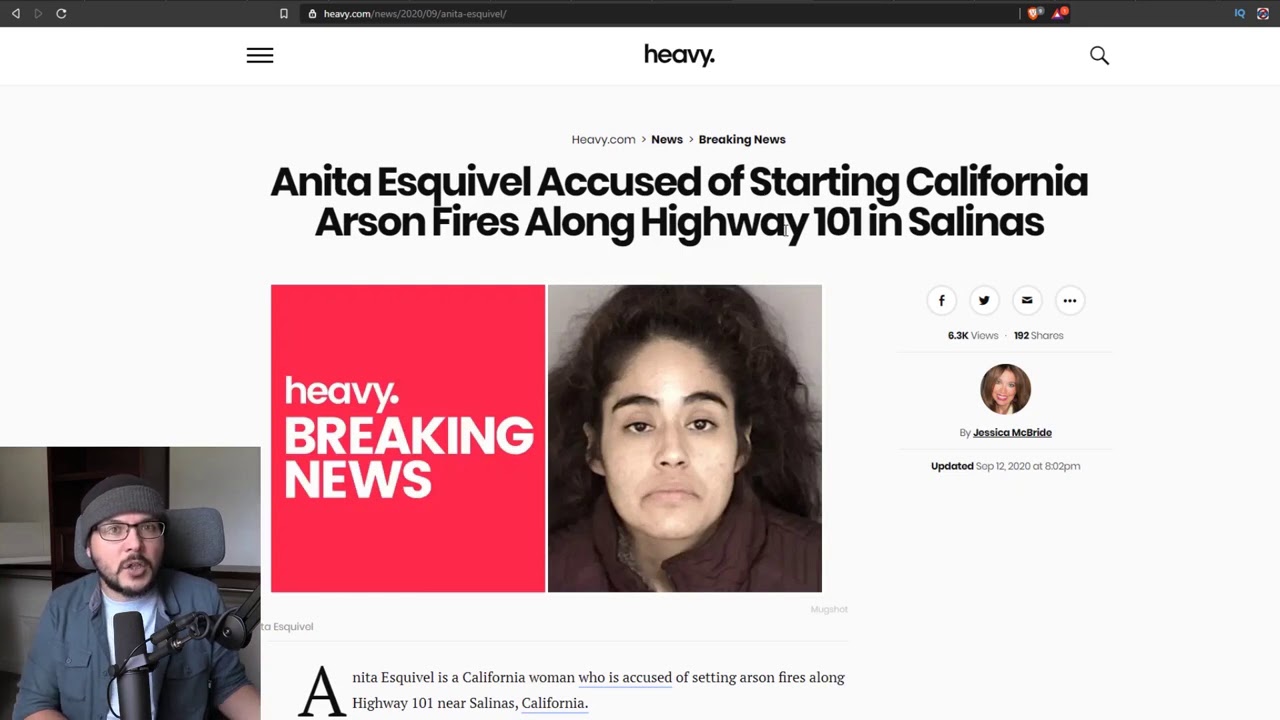 heavy.com/news/2020/09/anita-esquivel/
IQ
heavy.
Heavy.com > News > Breaking News
Anita Esquivel Accused of Starting California
Arson Fires Along Highway 101 in Salinas
heavy.
BREAKING
NEWS
6.3K Views · 192 Shares
By Jessica McBride
Updated Sep 12, 2020 at 8:02pm
Mugshot
ta Esquivel
Anita Esquivel is a California woman who is accused of setting arson fires along
Highway 101 near Salinas, California.